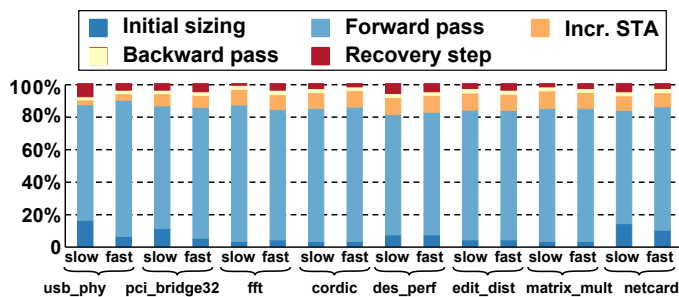 Initial sizing Forward pass Incr. STA
Backward pass Recovery step
100%
80%
60%
40%
20%
0
slow fast slow fast slow fast slow fast slow fast slow fast slow fast slow fast
usb_phy pci_bridge32 fft cordic des_perf edit_dist matrix_mult netcard